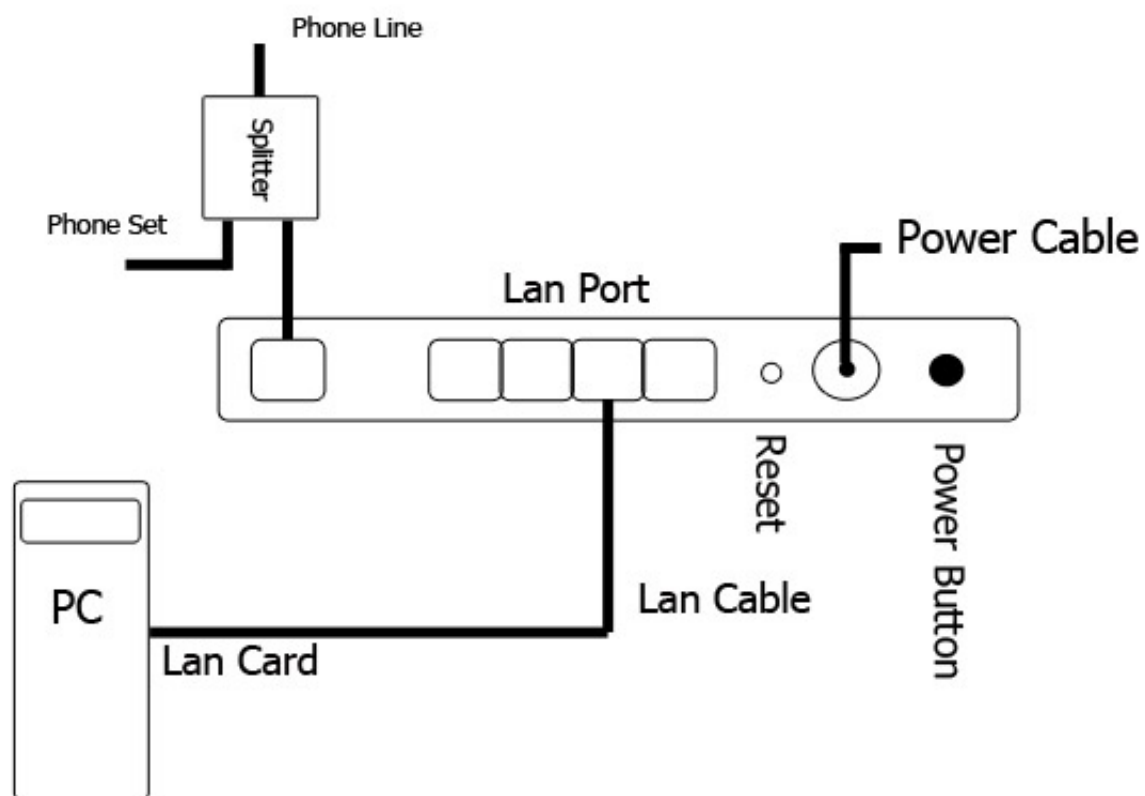 Phone Line
Splitter
Phone Set
Power Cable
Lan Port
Reset
Power Button
PC
Lan Cable
Lan Card